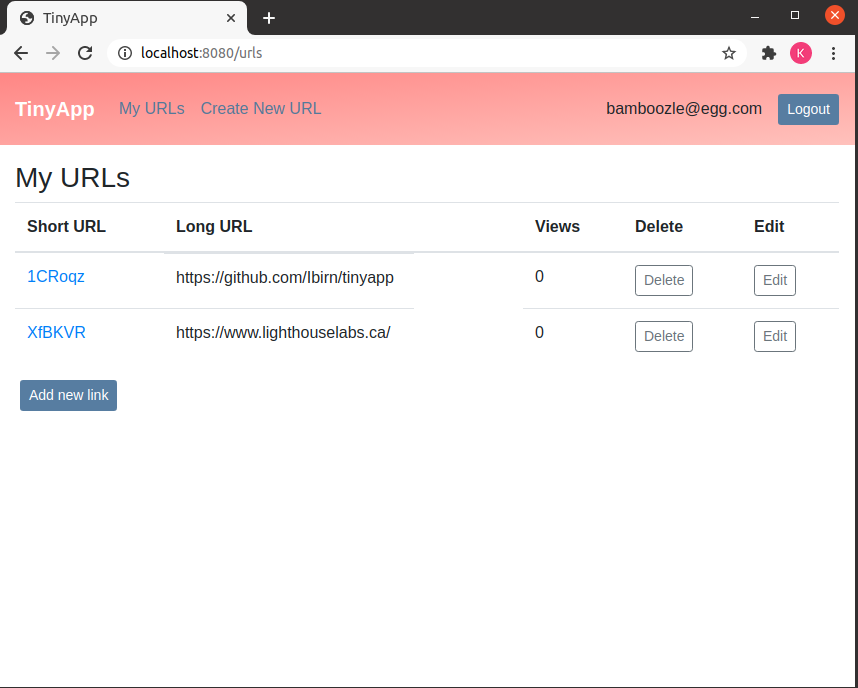 TinyApp
localhost:8080/urls
K
TinyApp My URLs Create New URL bamboozle@egg.com Logout
My URLs
Short URL Long URL Views Delete Edit
1CRoqz https://github.com/Ibirn/tinyapp 0 Delete Edit
XfBKVR https://www.lighthouselabs.ca/ 0 Delete Edit
Add new link